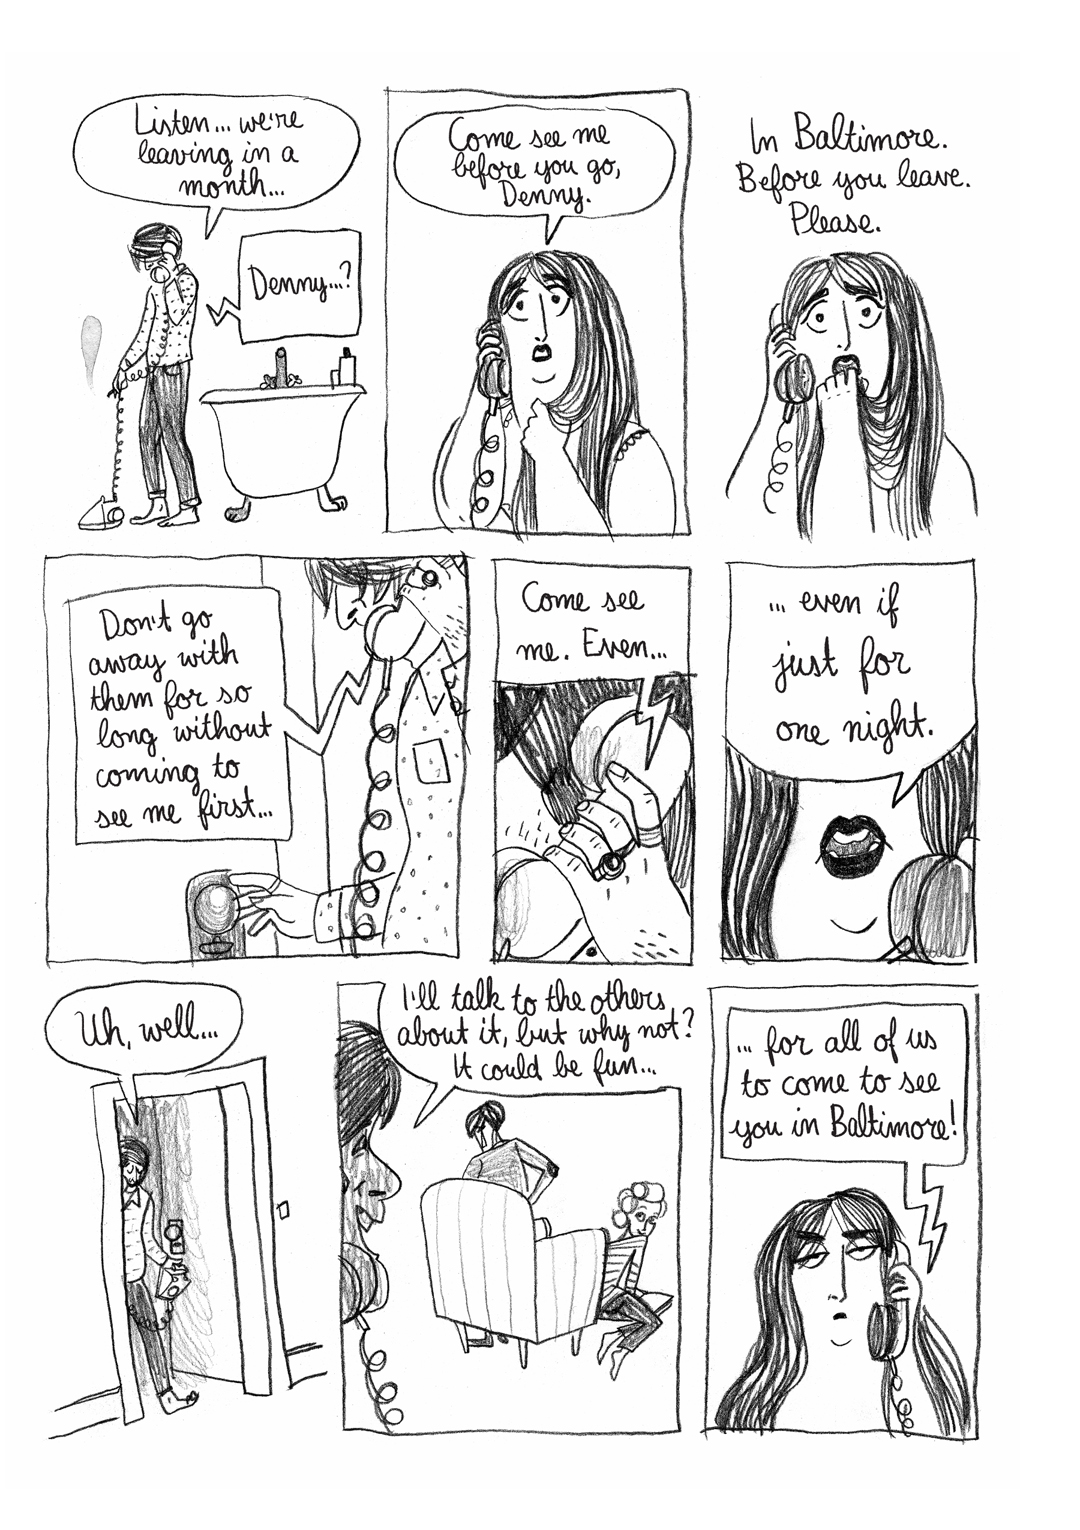 Listen... we're
leaving in a
month...
Denny...?
Come see me
before you go,
Denny.
In Baltimore.
Before you leave.
Please.
Don't go
away with
them for so
long without
coming to
see me first...
Come see
me. Even...
... even if
just for
one night.
Uh, well...
I'll talk to the others
about it, but why not?
It could be fun...
... for all of us
to come to see
you in Baltimore!